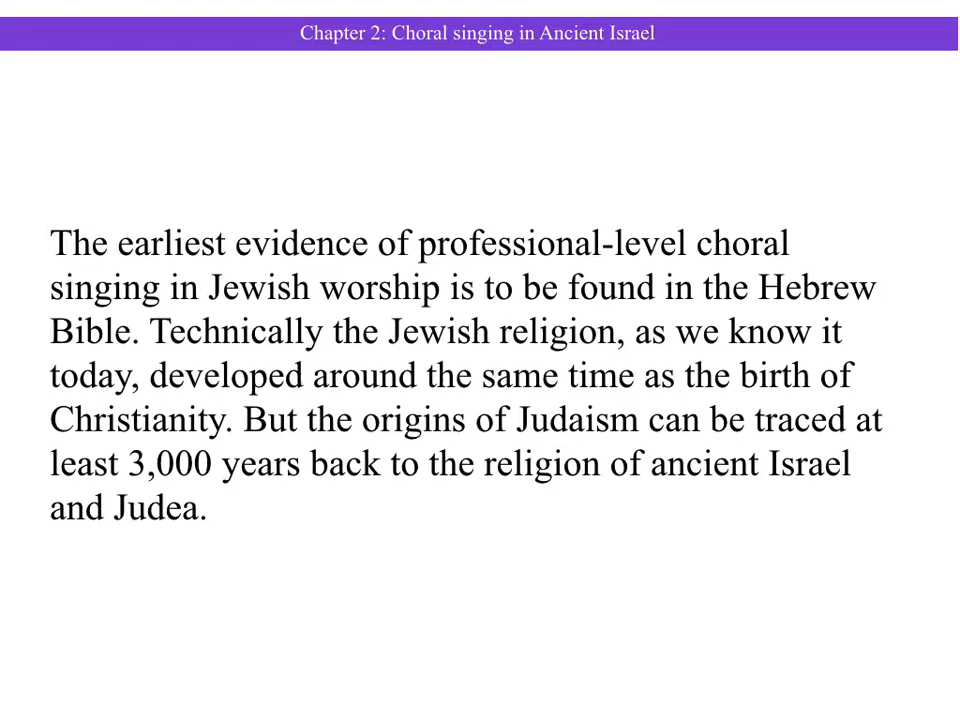 Chapter 2: Choral singing in Ancient Israel
The earliest evidence of professional-level choral
singing in Jewish worship is to be found in the Hebrew
Bible. Technically the Jewish religion, as we know it
today, developed around the same time as the birth of
Christianity. But the origins of Judaism can be traced at
least 3,000 years back to the religion of ancient Israel
and Judea.